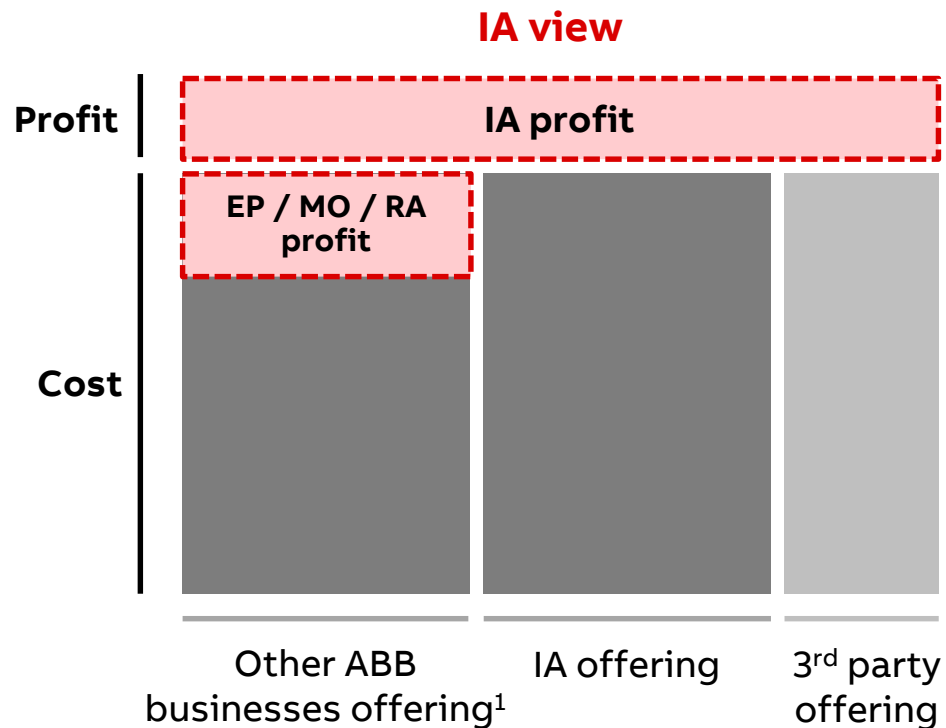 IA view
Profit
IA profit
EP / MO / RA
profit
Cost
Other ABB
businesses offering¹
IA offering
3ʳᵈ party
offering